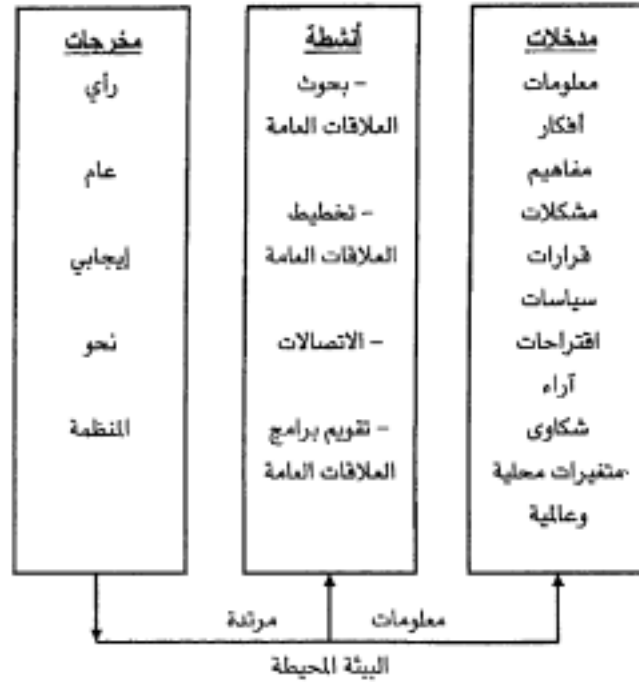 مدخلات
معلومات
أفكار
مفاهيم
مشكلات
قرارات
سياسات
اقتراحات
آراء
شكاوى
متغيرات محلية
وعالمية
أنشطة
- بحوث
العلاقات العامة
- تخطيط
العلاقات العامة
- الاتصالات
- تقويم برامج
العلاقات العامة
مخرجات
رأي
عام
إيجابي
نحو
المنظمة
معلومات مرتدة
البيئة المحيطة